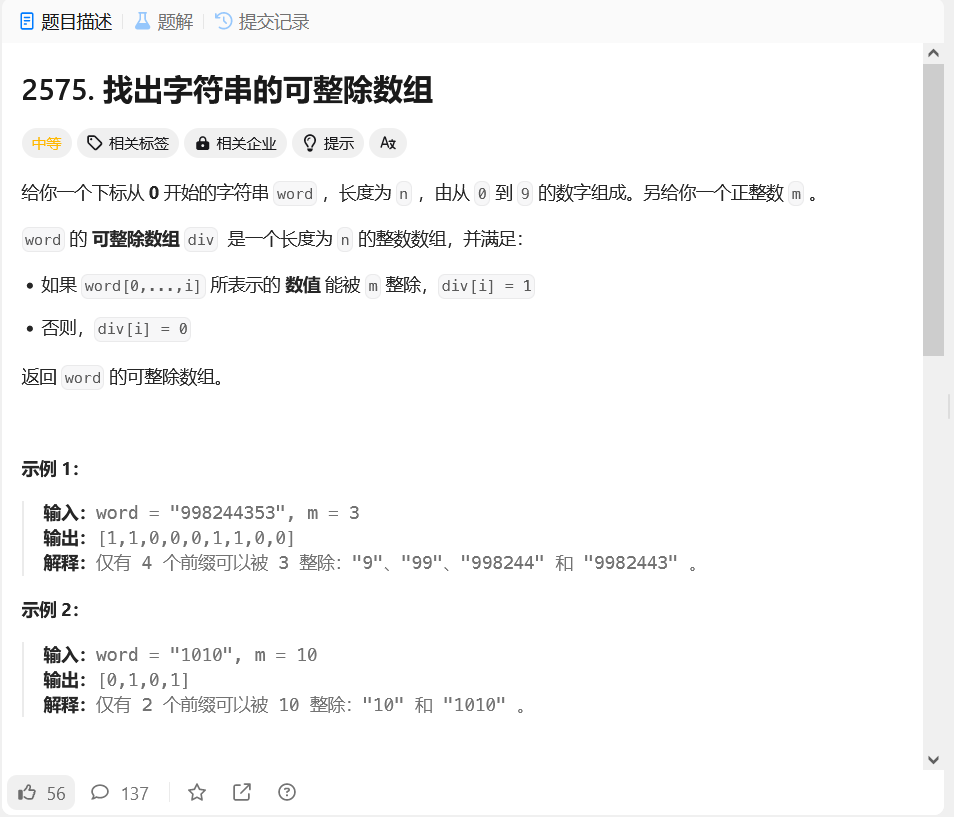 题目描述 题解 提交记录
2575. 找出字符串的可整除数组
中等 相关标签 相关企业 提示
给你一个下标从 0 开始的字符串 word ，长度为 n ，由从 0 到 9 的数字组成。另给你一个正整数 m 。
word 的 可整除数组 div 是一个长度为 n 的整数数组，并满足：
• 如果 word[0,...,i] 所表示的 数值 能被 m 整除，div[i] = 1
• 否则，div[i] = 0
返回 word 的可整除数组。
示例 1：
输入：word = "998244353", m = 3
输出：[1,1,0,0,0,1,1,0,0]
解释：仅有 4 个前缀可以被 3 整除："9"、"99"、"998244" 和 "9982443" 。
示例 2：
输入：word = "1010", m = 10
输出：[0,1,0,1]
解释：仅有 2 个前缀可以被 10 整除："10" 和 "1010" 。
56 137